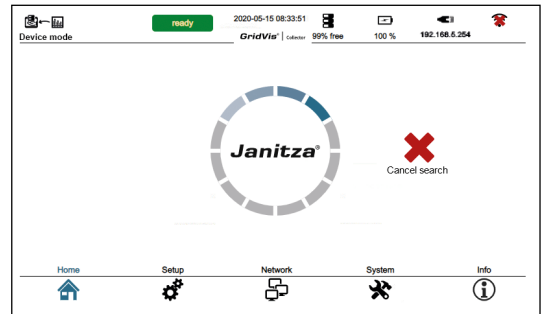 ready
2020-05-15 08:33:51
Device mode
GridVis® | Collector
99% free
100 %
192.168.5.254
Janitza®
Cancel search
Home
Setup
Network
System
Info